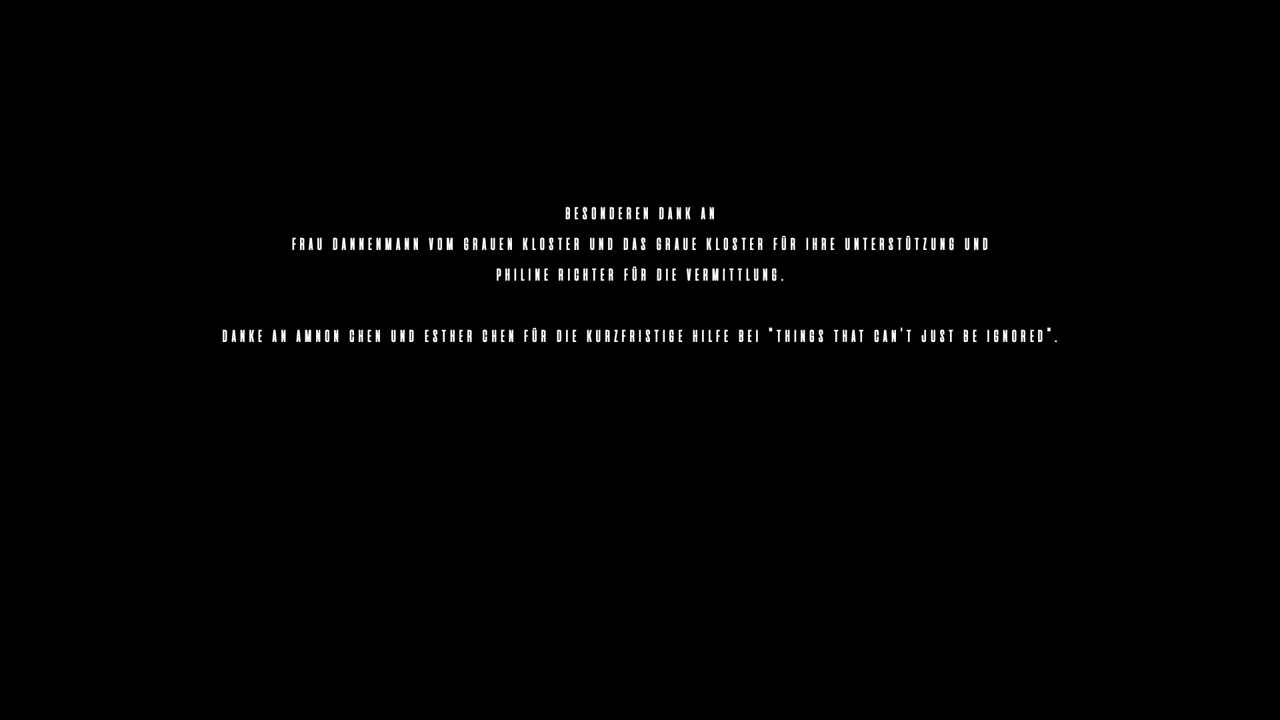 BESONDEREN DANK AN
FRAU DANNENMANN VOM GRAUEN KLOSTER UND DAS GRAUE KLOSTER FÜR IHRE UNTERSTÜTZUNG UND
PHILINE RICHTER FÜR DIE VERMITTLUNG.
DANKE AN AMNON CHEN UND ESTHER CHEN FÜR DIE KURZFRISTIGE HILFE BEI "THINGS THAT CAN'T JUST BE IGNORED".